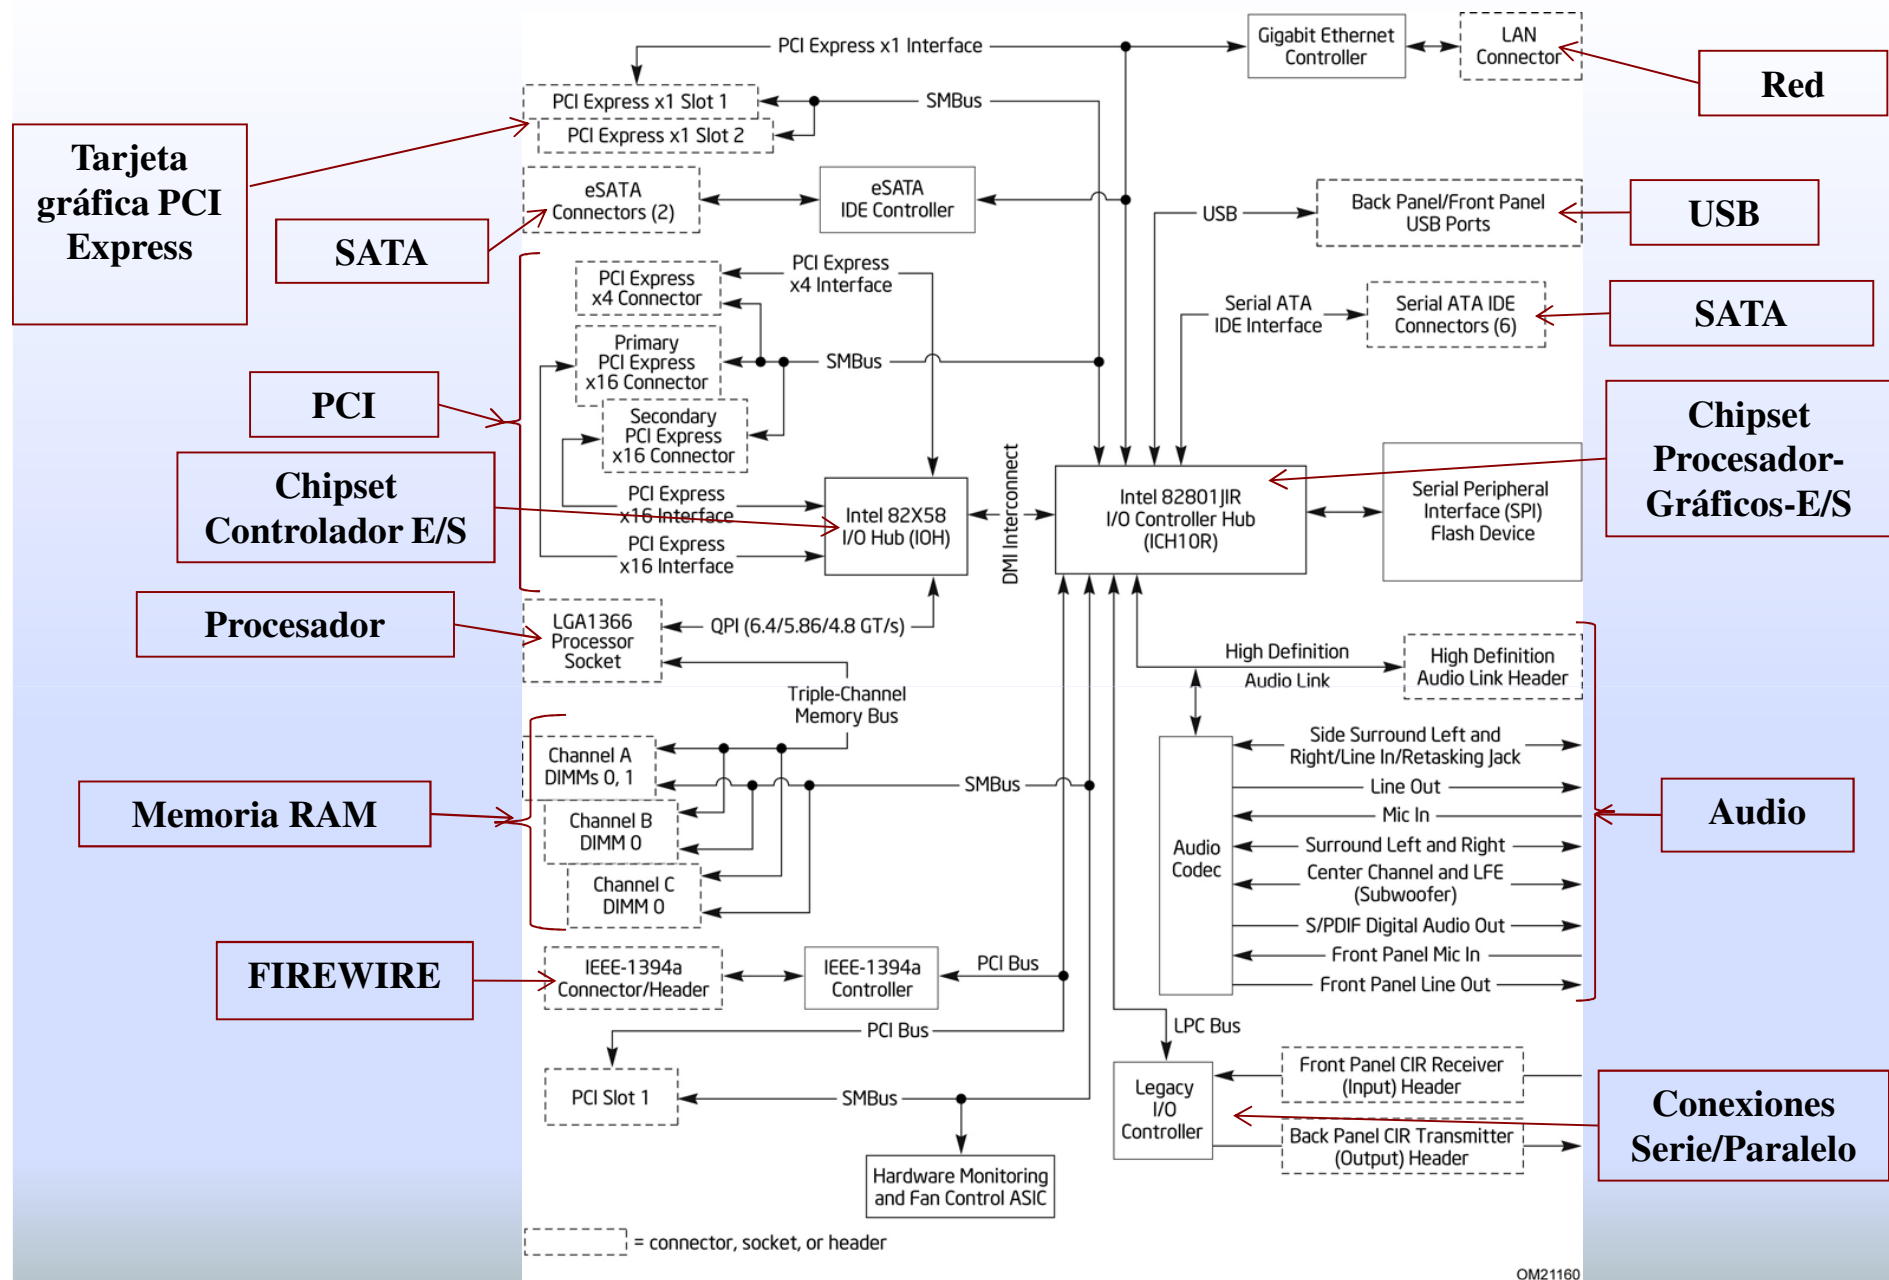 PCI Express x1 Interface
Gigabit Ethernet
Controller
LAN
Connector
Red
PCI Express x1 Slot 1
SMBus
PCI Express x1 Slot 2
Tarjeta
gráfica PCI
Express
eSATA
Connectors (2)
eSATA
IDE Controller
USB
Back Panel/Front Panel
USB Ports
USB
SATA
PCI Express
x4 Connector
PCI Express
x4 Interface
Serial ATA
IDE Interface
Serial ATA IDE
Connectors (6)
SATA
Primary
PCI Express
x16 Connector
SMBus
PCI
Secondary
PCI Express
x16 Connector
Chipset
Procesador-
Gráficos-E/S
Chipset
Controlador E/S
PCI Express
x16 Interface
PCI Express
x16 Interface
Intel 82X58
I/O Hub (IOH)
DMI Interconnect
Intel 82801JIR
I/O Controller Hub
(ICH10R)
Serial Peripheral
Interface (SPI)
Flash Device
Procesador
LGA1366
Processor
Socket
QPI (6.4/5.86/4.8 GT/s)
High Definition
Audio Link
High Definition
Audio Link Header
Triple-Channel
Memory Bus
Channel A
DIMMs 0, 1
SMBus
Channel B
DIMM 0
Channel C
DIMM 0
Memoria RAM
Audio
Codec
Side Surround Left and
Right/Line In/Retasking Jack
Line Out
Mic In
Surround Left and Right
Center Channel and LFE
(Subwoofer)
S/PDIF Digital Audio Out
Front Panel Mic In
Front Panel Line Out
Audio
FIREWIRE
IEEE-1394a
Connector/Header
IEEE-1394a
Controller
PCI Bus
PCI Bus
LPC Bus
PCI Slot 1
SMBus
Legacy
I/O
Controller
Front Panel CIR Receiver
(Input) Header
Back Panel CIR Transmitter
(Output) Header
Conexiones
Serie/Paralelo
Hardware Monitoring
and Fan Control ASIC
= connector, socket, or header
OM21160